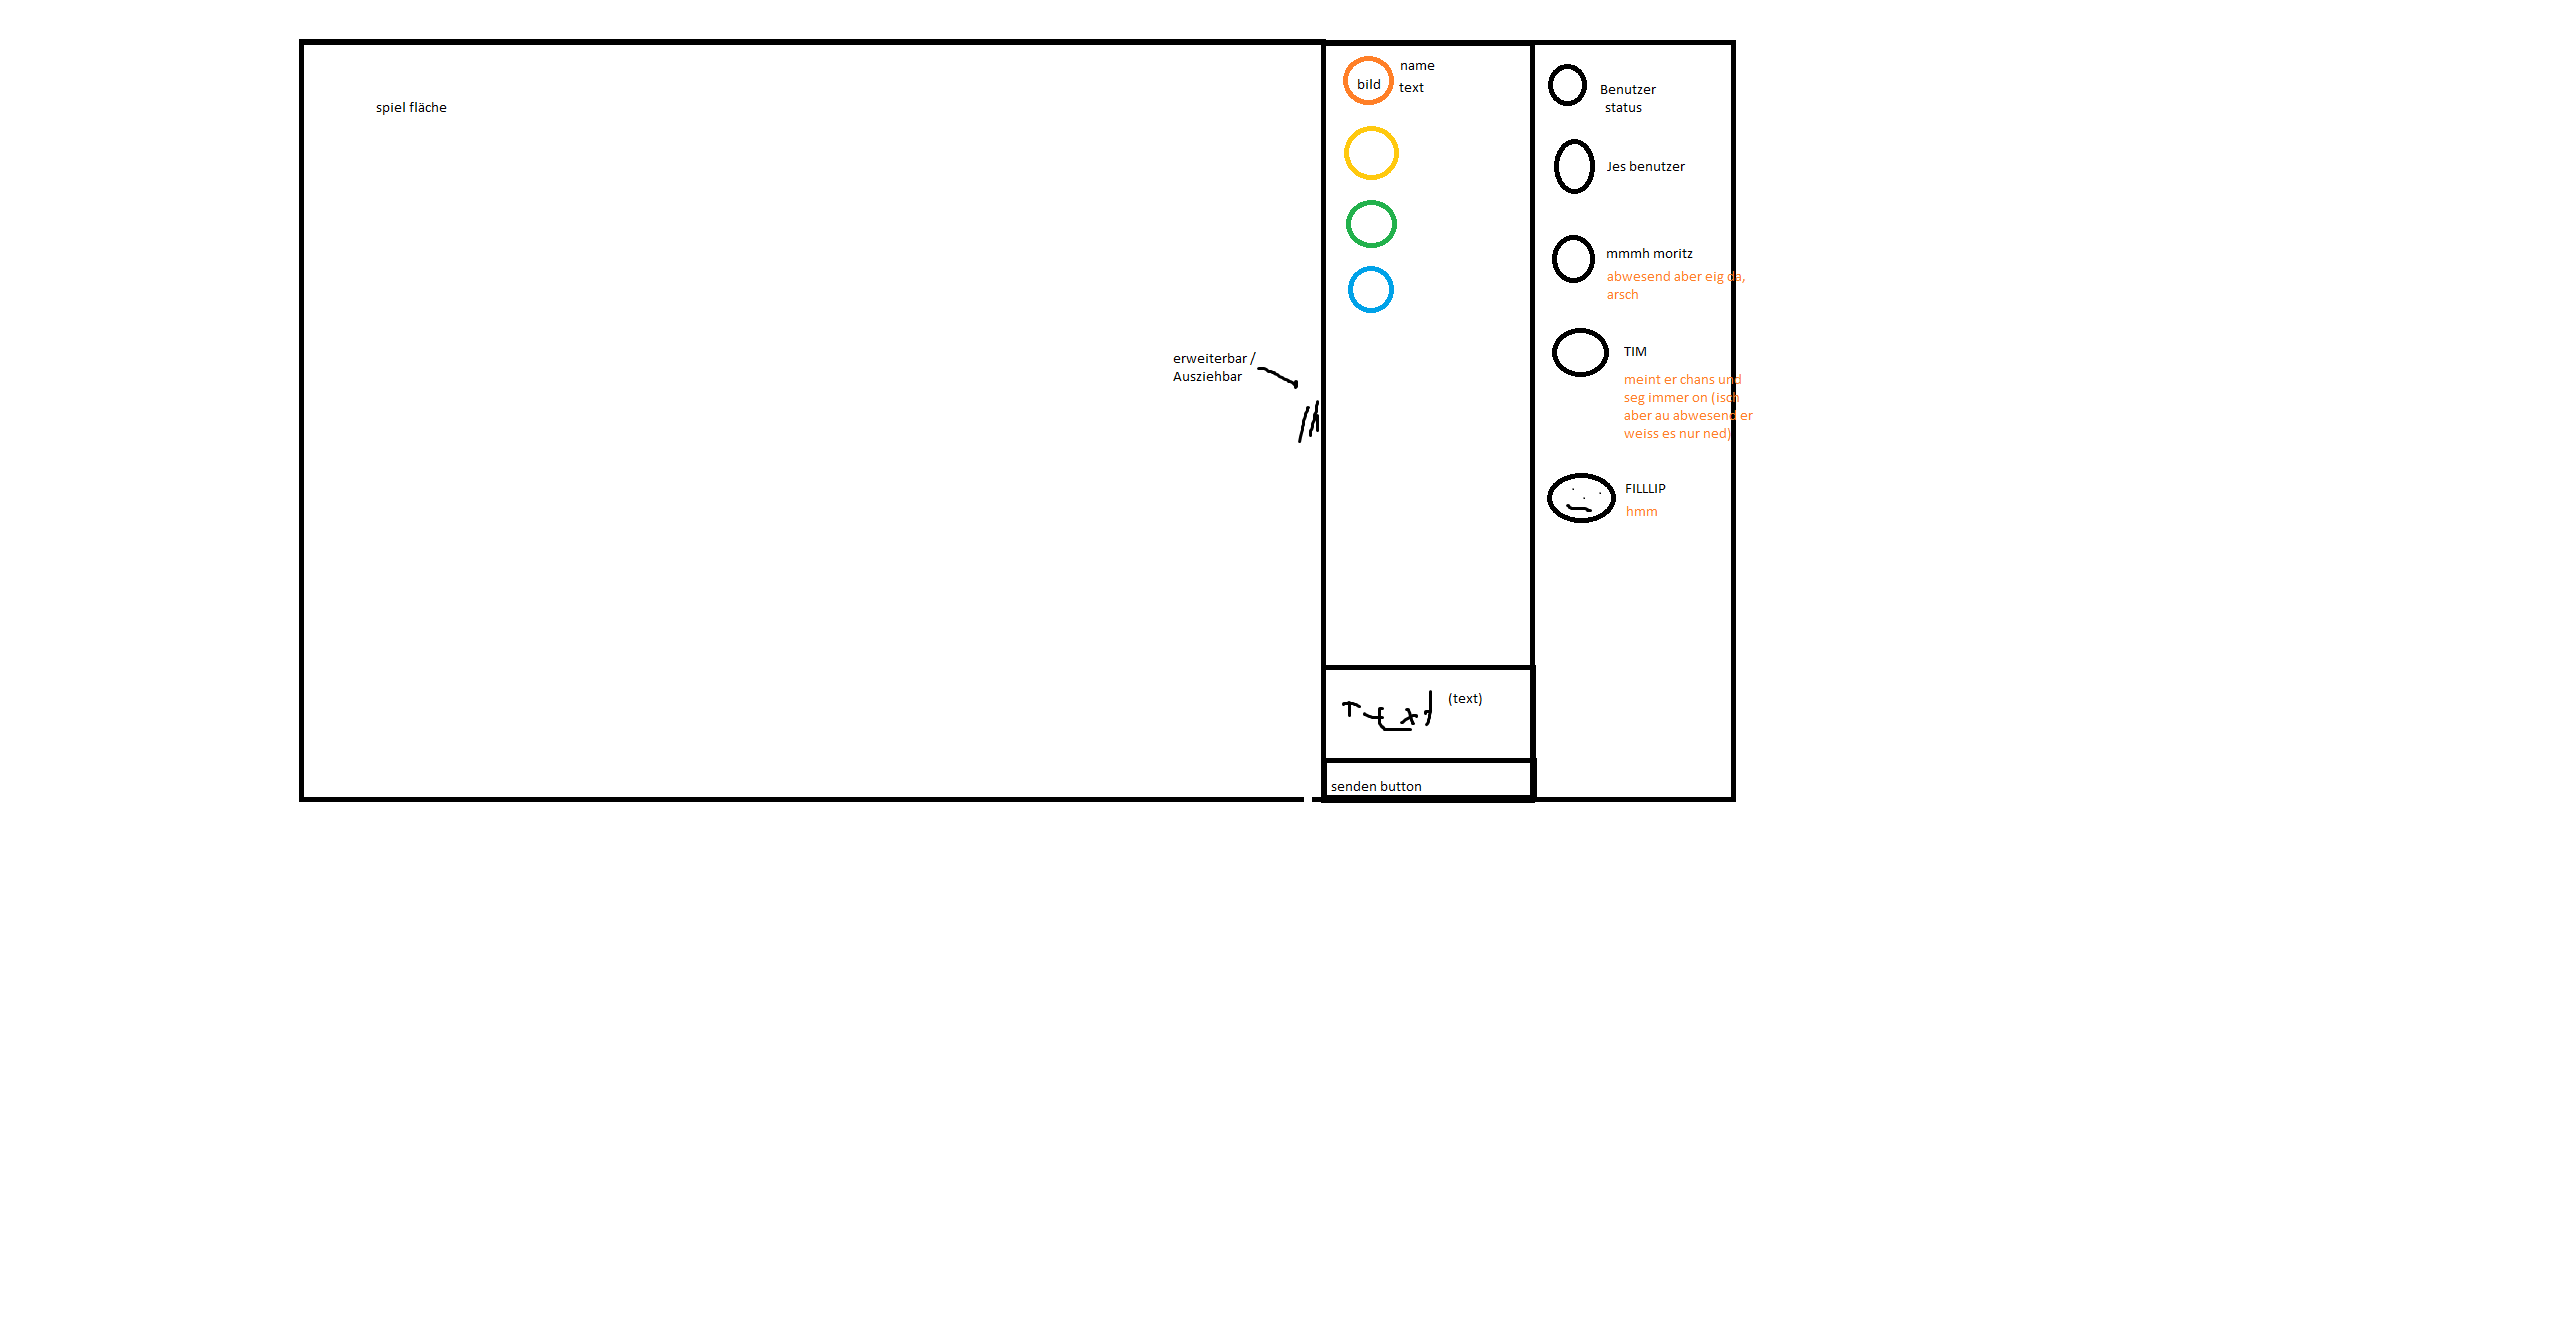 spiel fläche
erweiterbar /
Ausziehbar
bild
name
text
Text
(text)
senden button
Benutzer
status
Jes benutzer
mmmh moritz
abwesend aber eig da,
arsch
TIM
meint er chans und
seg immer on (isch
aber au abwesend er
weiss es nur ned)
FILLLIP
hmm